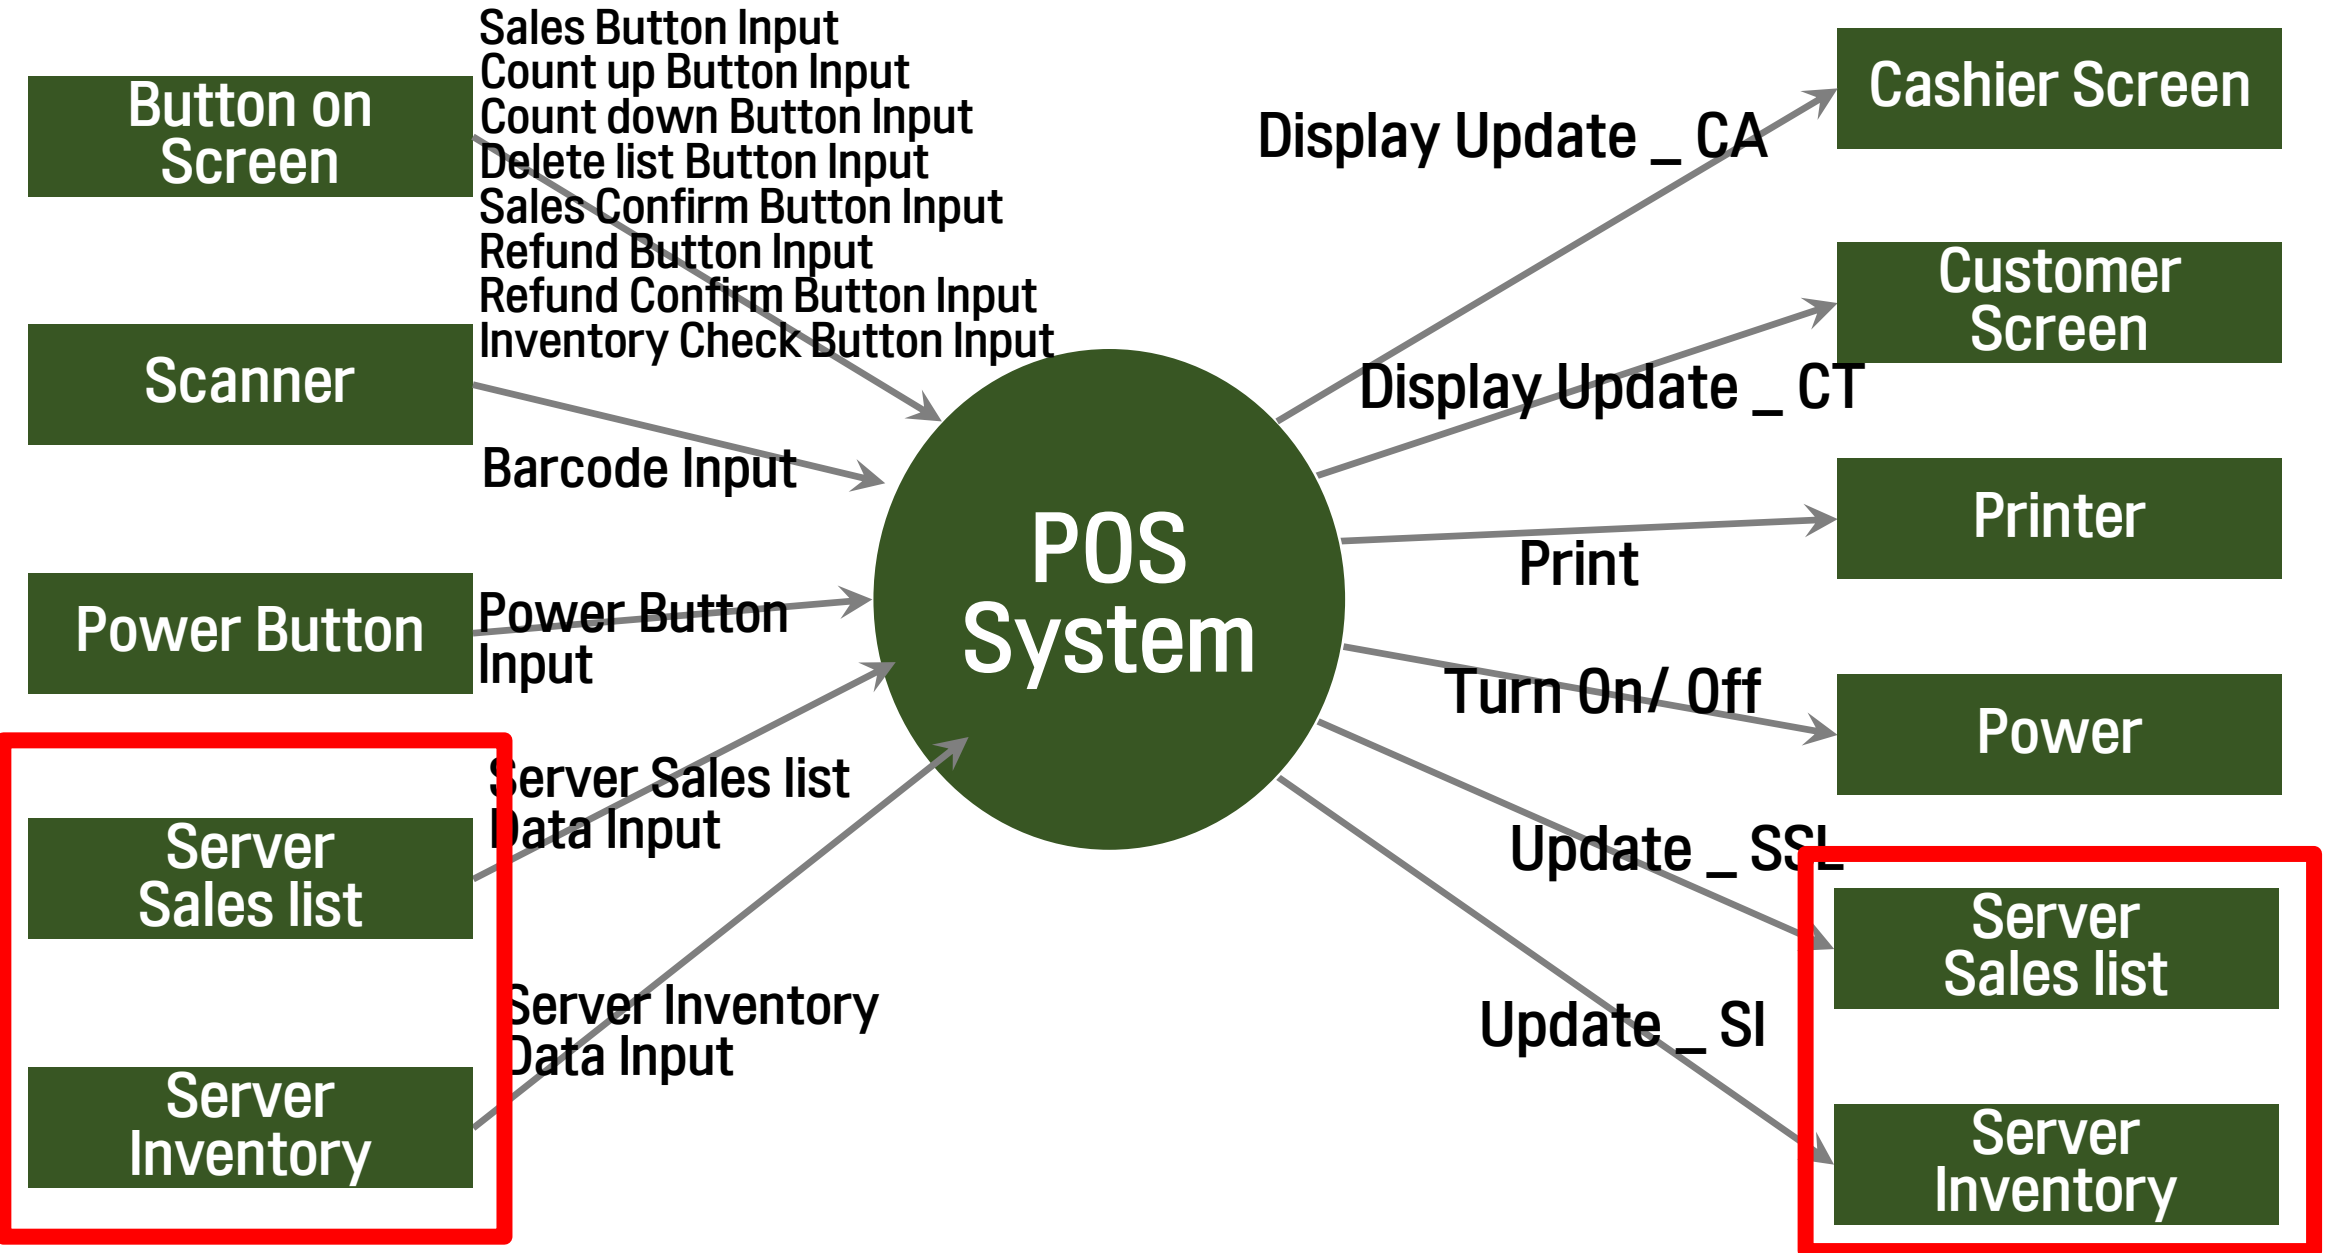 Button on
Screen
Sales Button Input
Count up Button Input
Count down Button Input
Delete list Button Input
Sales Confirm Button Input
Refund Button Input
Refund Confirm Button Input
Inventory Check Button Input
Scanner
Barcode Input
Power Button
Power Button
Input
Server
Sales list
Server Sales list
Data Input
Server
Inventory
Server Inventory
Data Input
POS
System
Display Update _ CA
Cashier Screen
Display Update _ CT
Customer
Screen
Print
Printer
Turn On/ Off
Power
Update _ SSL
Server
Sales list
Update _ SI
Server
Inventory